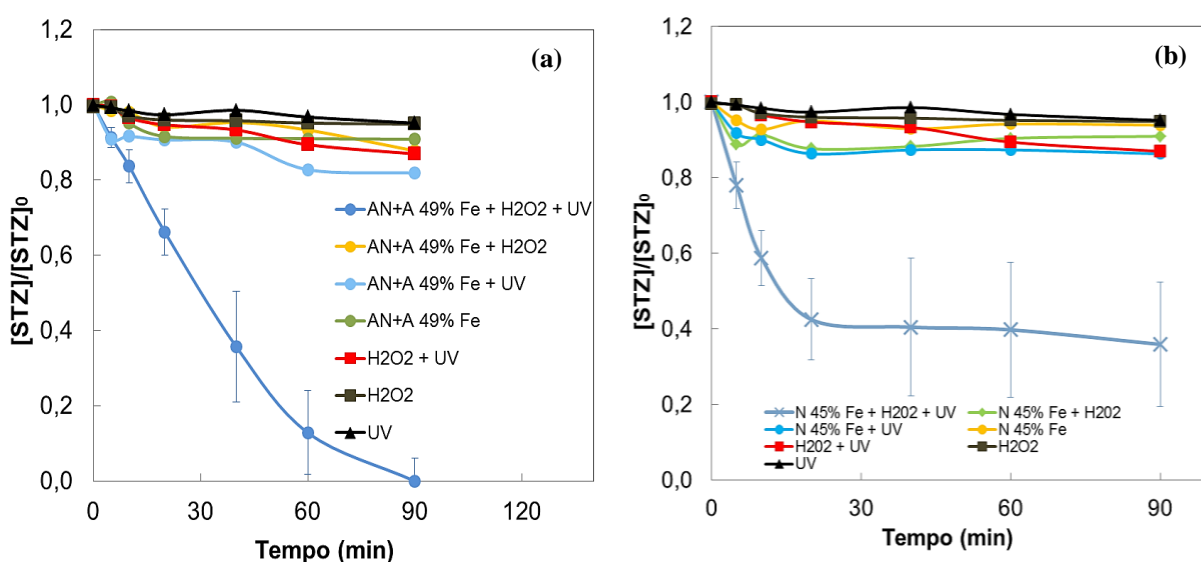 (a)
1,2
1,0
0,8
0,6
0,4
0,2
0,0
[STZ]/[STZ]0
AN+A 49% Fe + H2O2 + UV
AN+A 49% Fe + H2O2
AN+A 49% Fe + UV
AN+A 49% Fe
H2O2 + UV
H2O2
UV
0 30 60 90 120
Tempo (min)
(b)
1,2
1,0
0,8
0,6
0,4
0,2
0,0
[STZ]/[STZ]0
N 45% Fe + H202 + UV N 45% Fe + H202
N 45% Fe + UV N 45% Fe
H202 + UV H2O2
UV
0 30 60 90
Tempo (min)